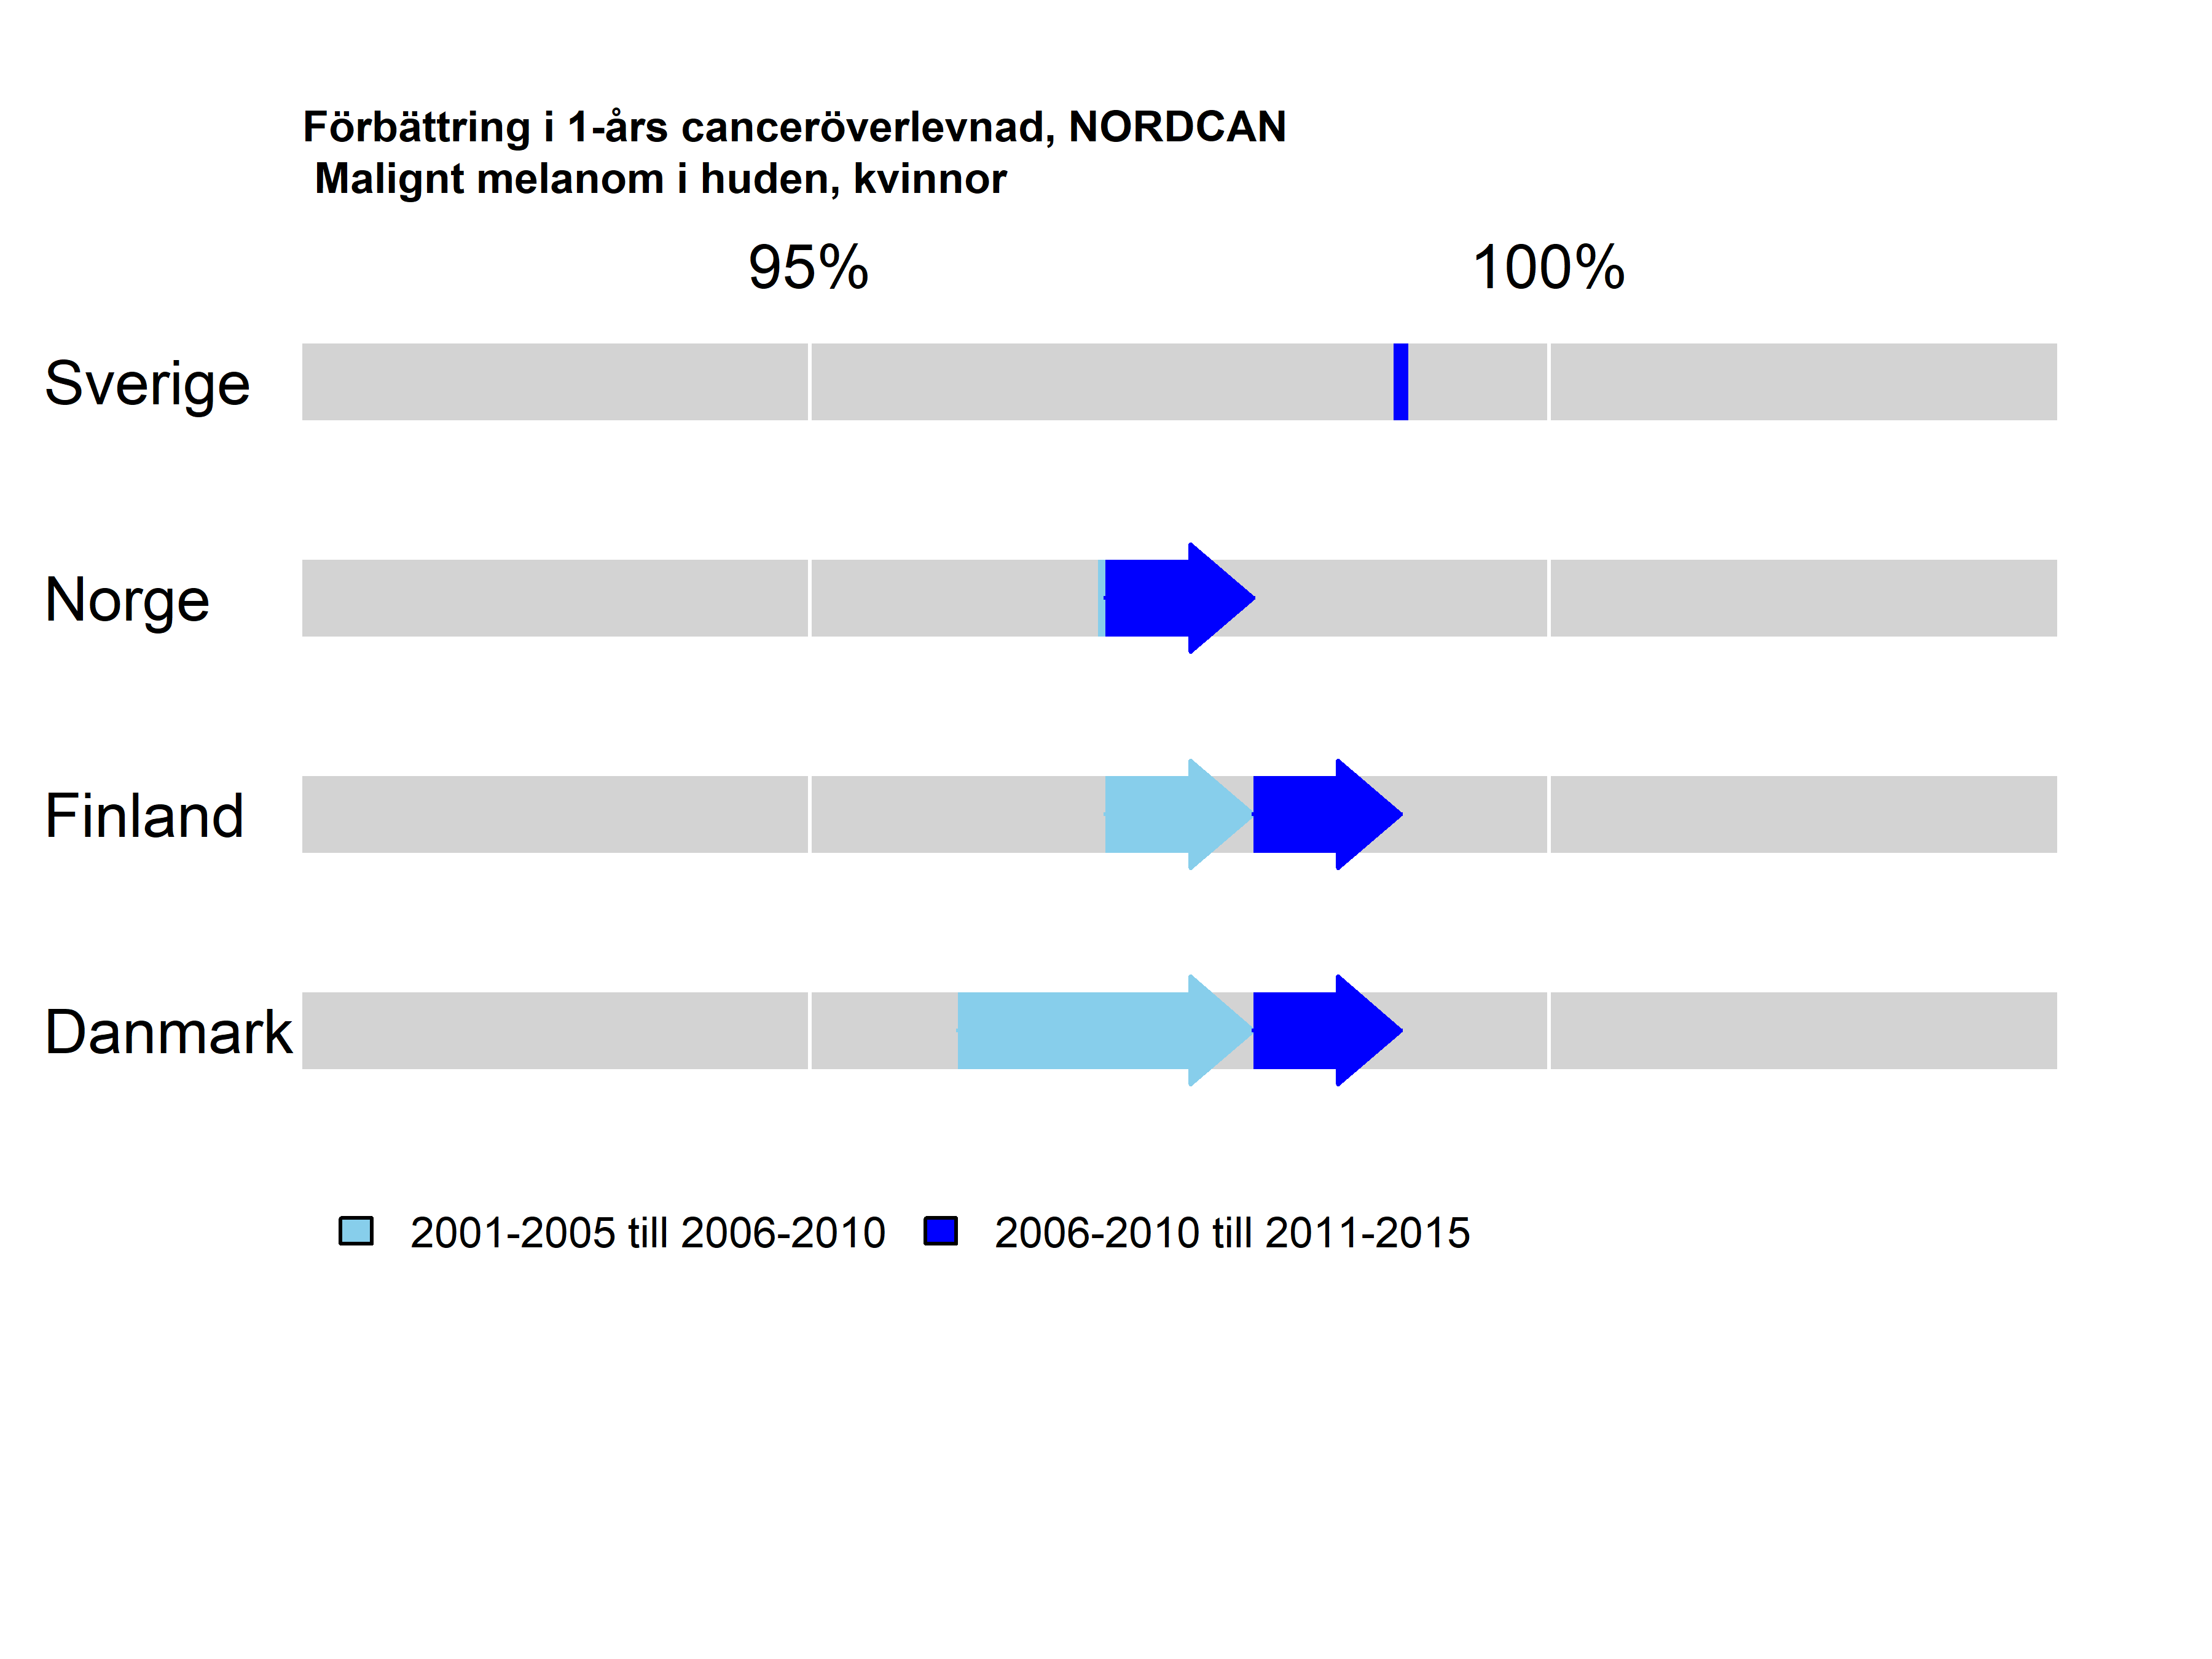 Förbättring i 1-års canceröverlevnad, NORDCAN
Malignt melanom i huden, kvinnor
95% 100%
Sverige
Norge
Finland
Danmark
2001-2005 till 2006-2010 2006-2010 till 2011-2015